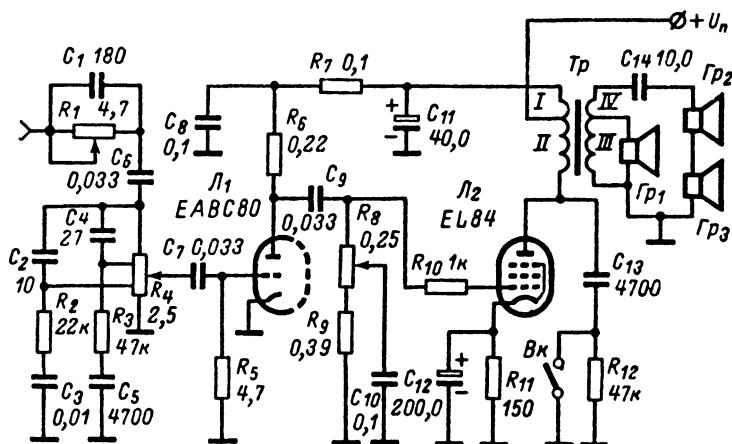 + Uп
C1 180
R1 4,7
R7 0,1
Тр
C14 10,0
Гр2
C8 0,1
R6 0,22
+
C11 40,0
-
I
II
IV
III
Гр1
Гр3
C6 0,033
Л1
EABC80
C9 0,033
Л2
EL84
C4 27
C7 0,033
R8 0,25
R10 1к
C2 10
R4 2,5
C13 4700
R2 22к
R3 47к
R5 4,7
R9 0,39
+
Вк
C3 0,01
C5 4700
C10 0,1
C12 200,0
-
R11 150
R12 47к